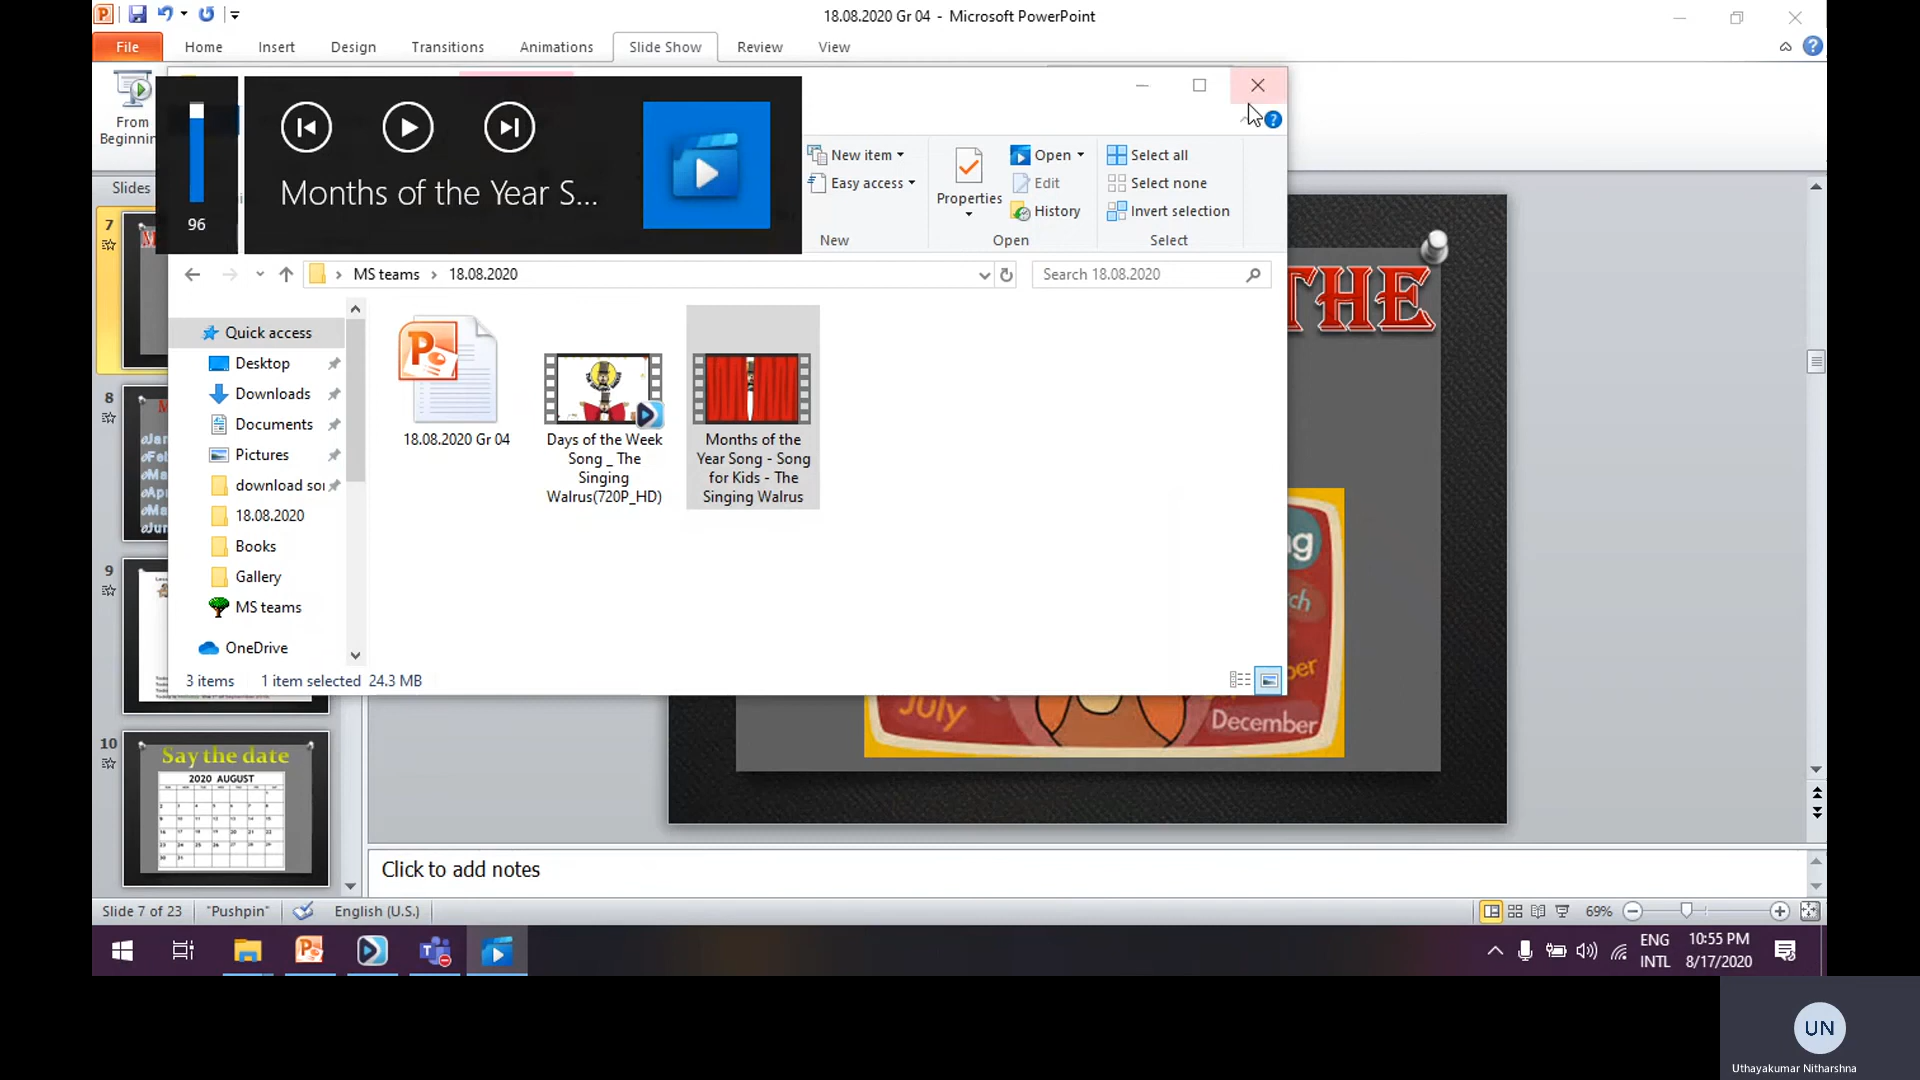 18.08.2020 Gr 04 - Microsoft PowerPoint
File Home Insert Design Transitions Animations Slide Show Review View
From
Beginning
Months of the Year S...
96
New item
Easy access
New
Properties
Open
Edit
History
Open
Select all
Select none
Invert selection
Select
MS teams 18.08.2020
Search 18.08.2020
Quick access
Desktop
Downloads
Documents
Pictures
download so
18.08.2020
Books
Gallery
MS teams
OneDrive
18.08.2020 Gr 04
Days of the Week
Song _ The
Singing
Walrus(720P_HD)
Months of the
Year Song - Song
for Kids - The
Singing Walrus
3 items 1 item selected 24.3 MB
Slides
7
8
9
10
Say the date
2020 AUGUST
THE
July
December
Click to add notes
Slide 7 of 23 "Pushpin" English (U.S.) 69%
ENG
INTL
10:55 PM
8/17/2020
UN
Uthayakumar Nitharshna